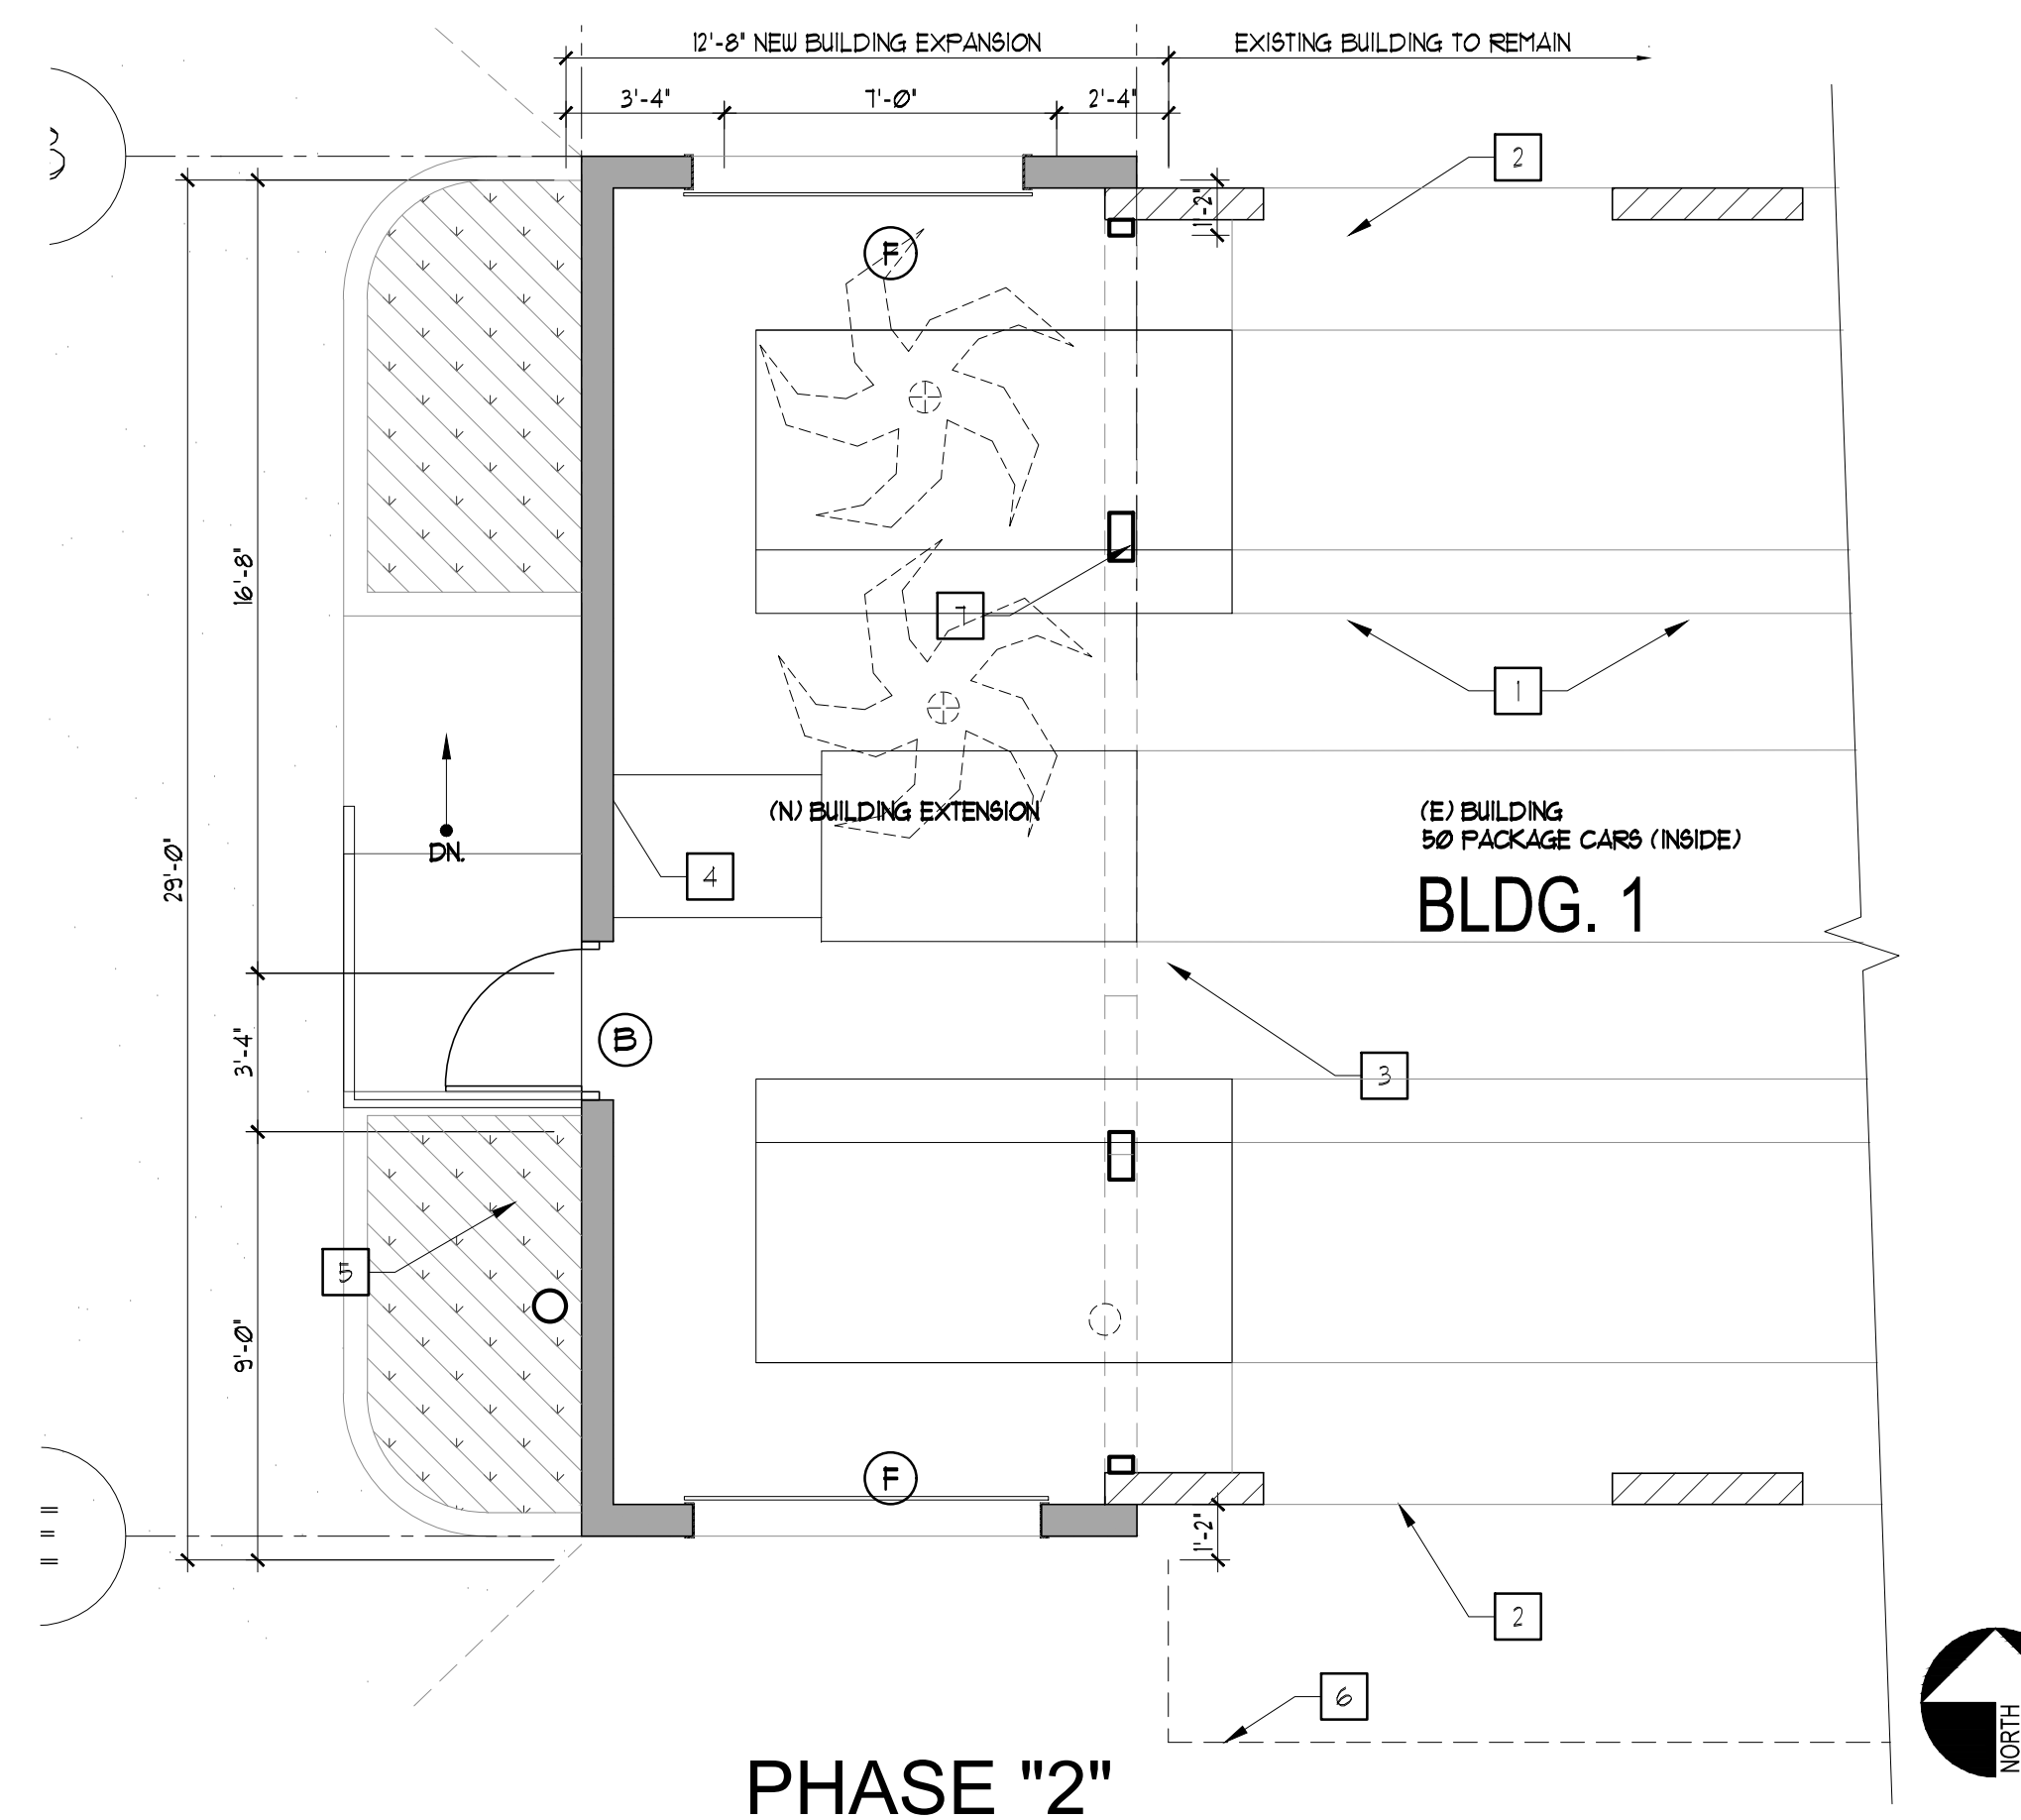 12'-8" NEW BUILDING EXPANSION
EXISTING BUILDING TO REMAIN
3'-4"
7'-0"
2'-4"
2
1'-2"
F
16'-8"
7
1
(N) BUILDING EXTENSION
(E) BUILDING
50 PACKAGE CARS (INSIDE)
BLDG. 1
DN.
29'-0"
4
3'-4"
B
3
5
9'-0"
F
1'-2"
2
6
NORTH
PHASE "2"